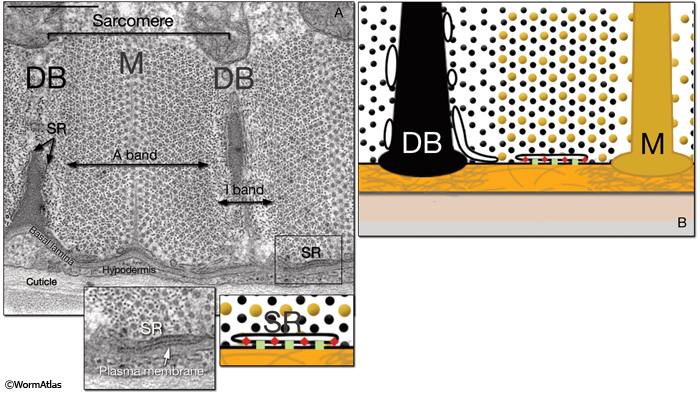 A
Sarcomere
DB
M
DB
SR
A band
I band
Basal lamina
SR
Hypodermis
Cuticle
SR
Plasma membrane
SR
DB
M
B
©WormAtlas